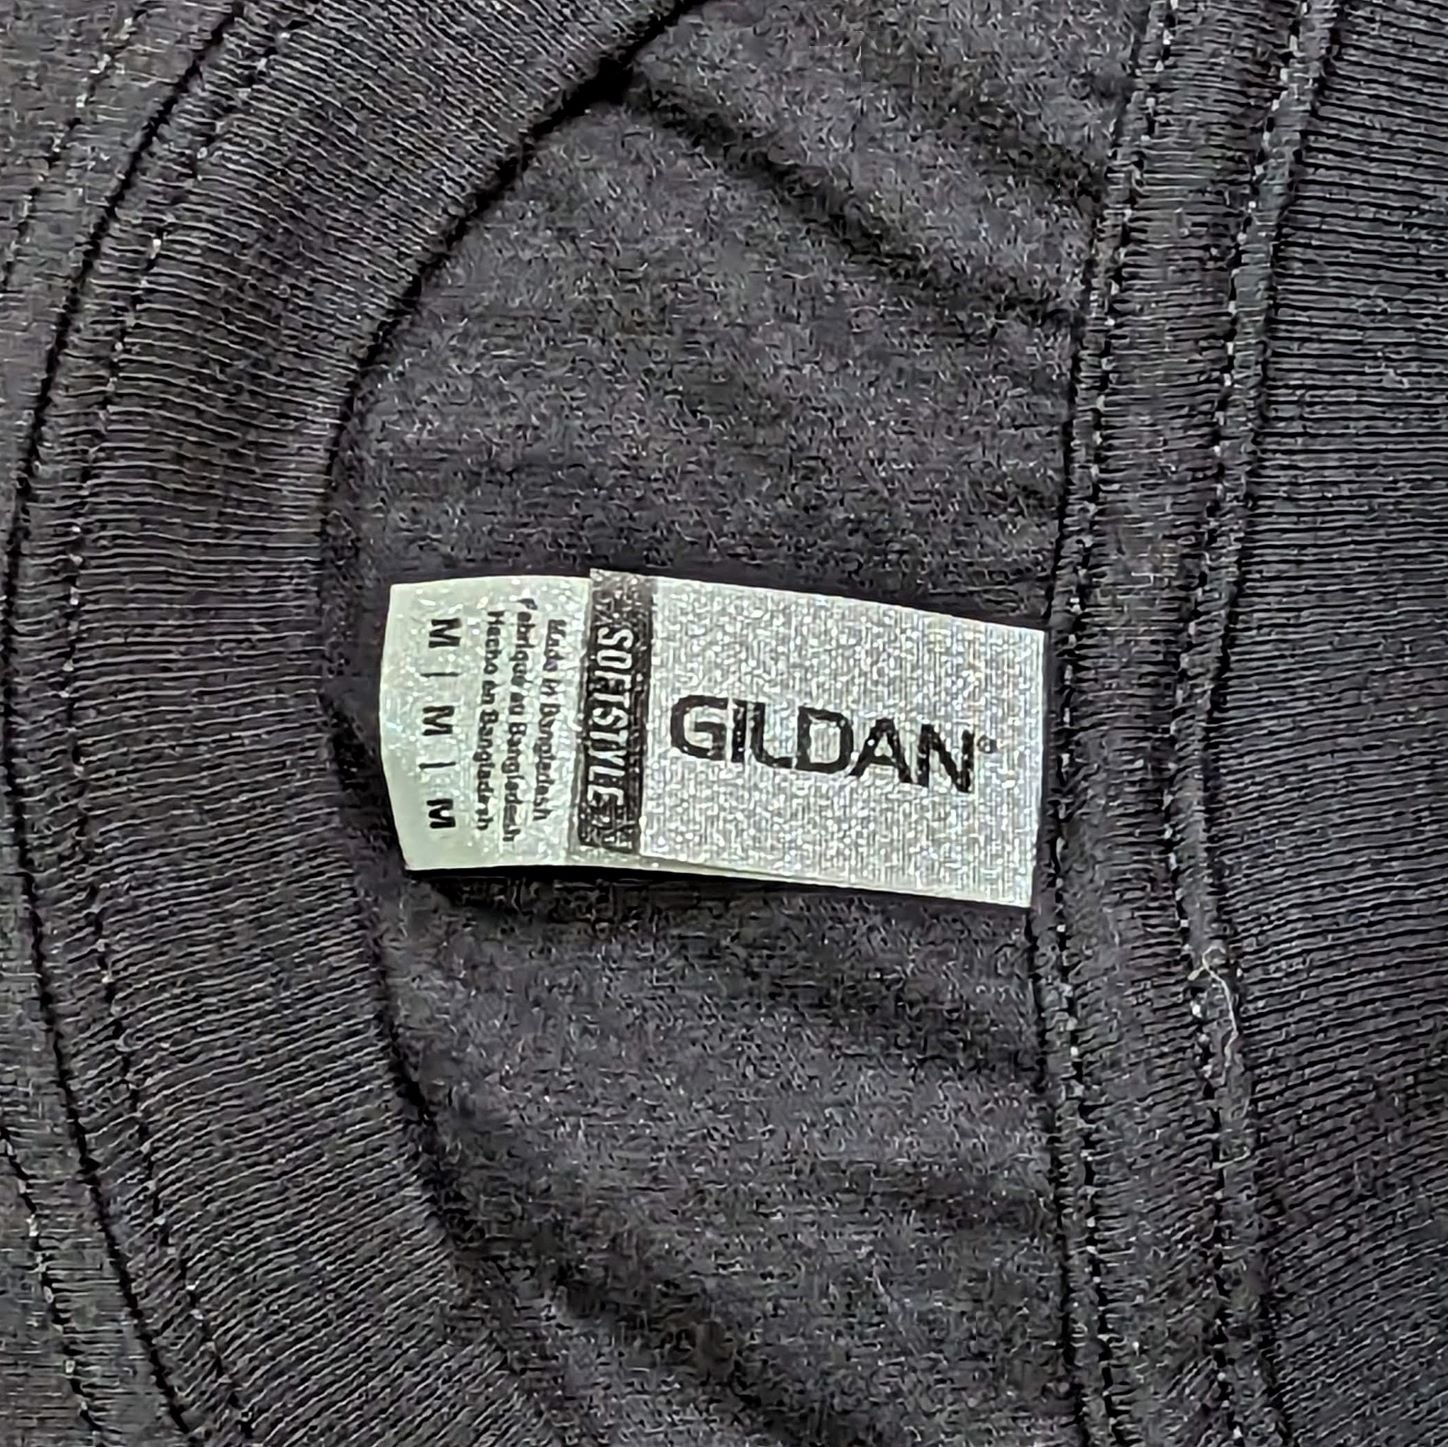 GILDAN®
SOFTSTYLE
Made in Bangladesh
Fabriqué au Bangladesh
Hecho en Bangladesh
M | M | M